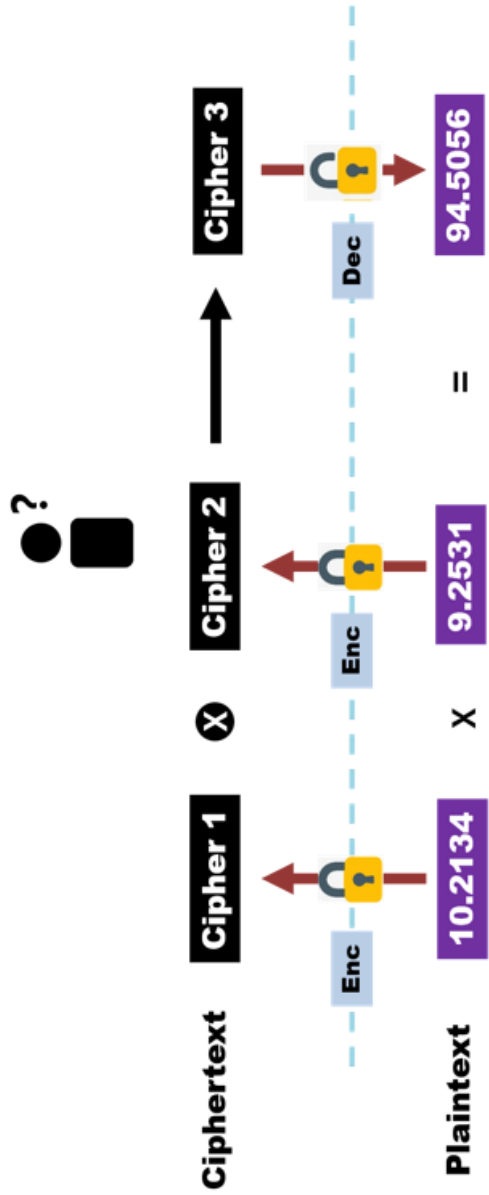 ?
Ciphertext Cipher 1 X Cipher 2 Cipher 3
Enc Enc Dec
Plaintext 10.2134 X 9.2531 = 94.5056